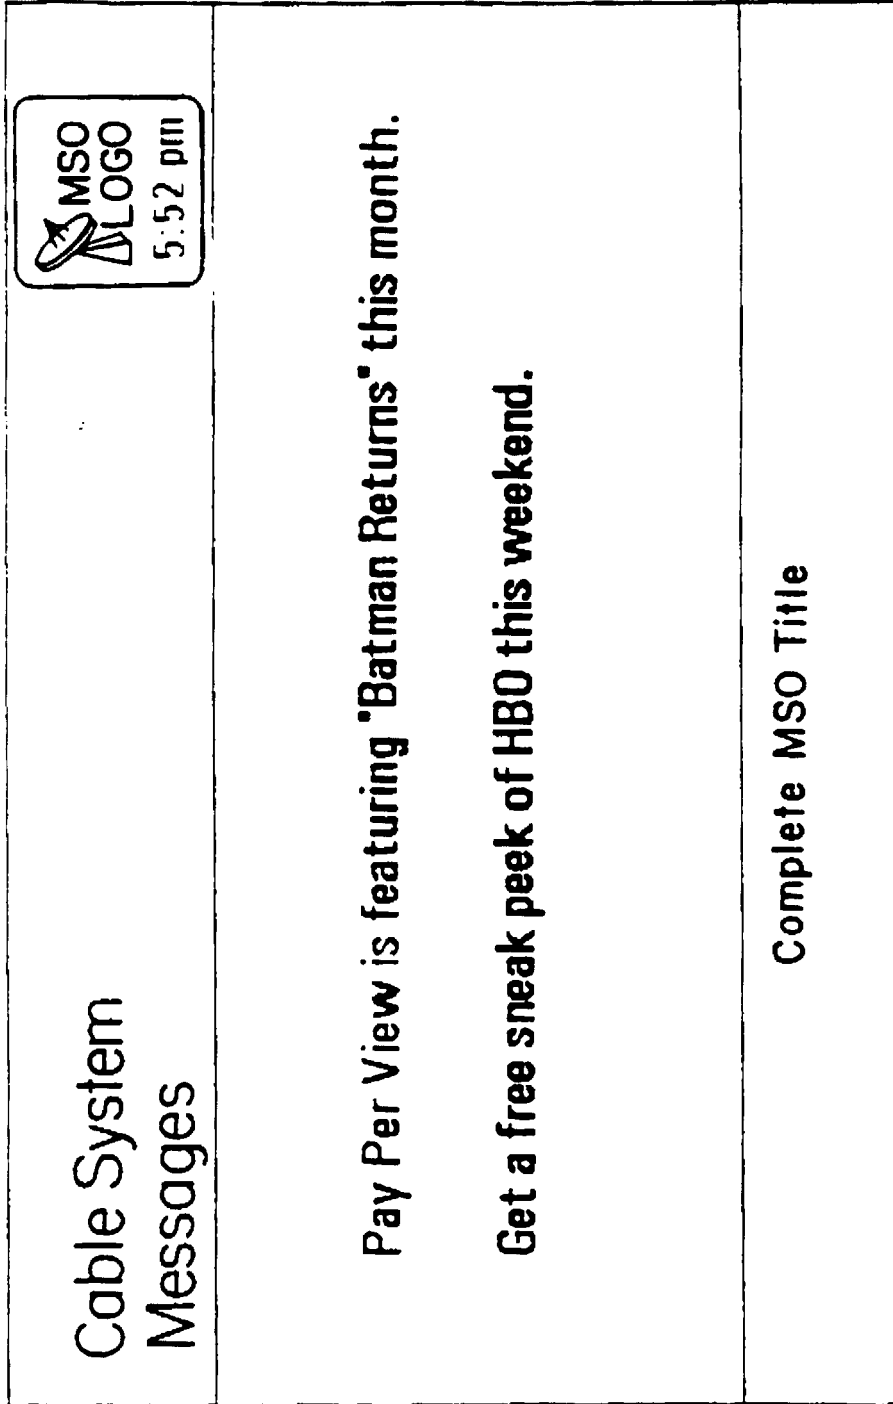 Cable System
Messages
MSO
LOGO
5:52 pm
Pay Per View is featuring "Batman Returns" this month.
Get a free sneak peek of HBO this weekend.
Complete MSO Title